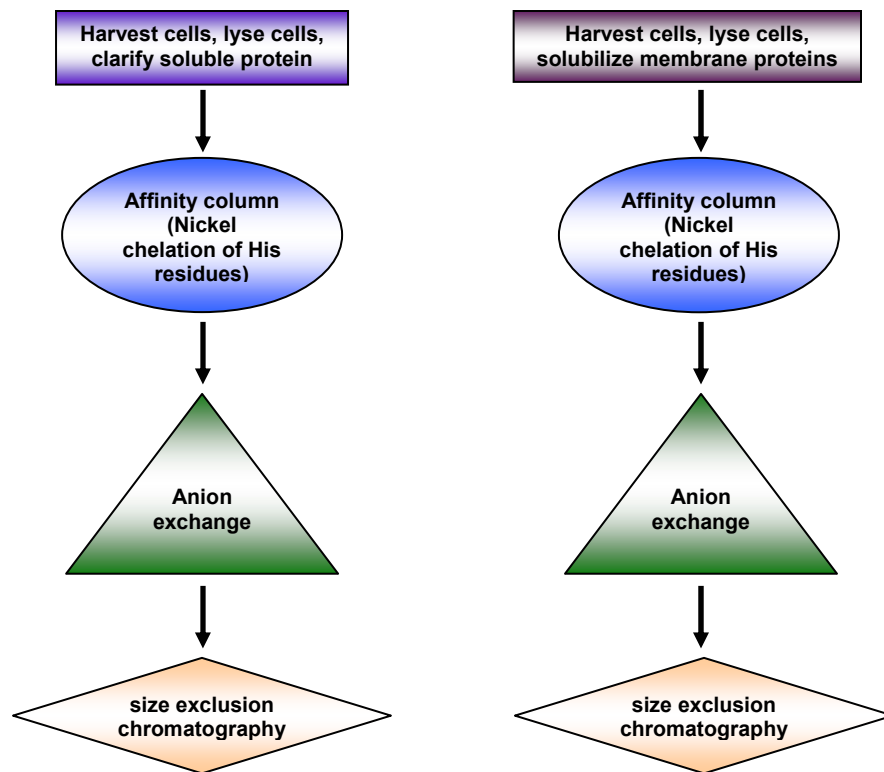 Harvest cells, lyse cells,
clarify soluble protein
Affinity column
(Nickel
chelation of His
residues)
Anion
exchange
size exclusion
chromatography
Harvest cells, lyse cells,
solubilize membrane proteins
Affinity column
(Nickel
chelation of His
residues)
Anion
exchange
size exclusion
chromatography